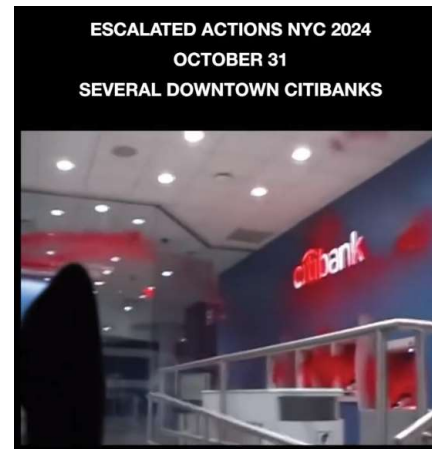 ESCALATED ACTIONS NYC 2024
OCTOBER 31
SEVERAL DOWNTOWN CITIBANKS
citibank